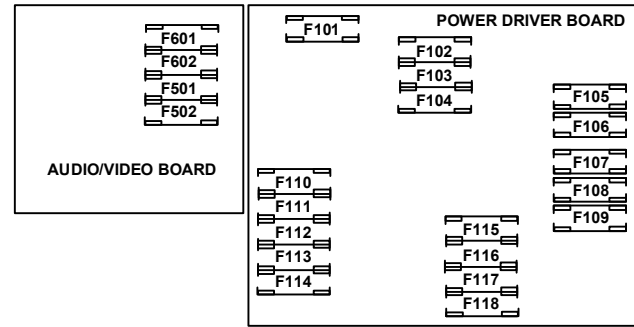 POWER DRIVER BOARD
F101
F601
F602
F501
F502
F102
F103
F104
F105
F106
AUDIO/VIDEO BOARD
F107
F108
F109
F110
F111
F112
F113
F114
F115
F116
F117
F118